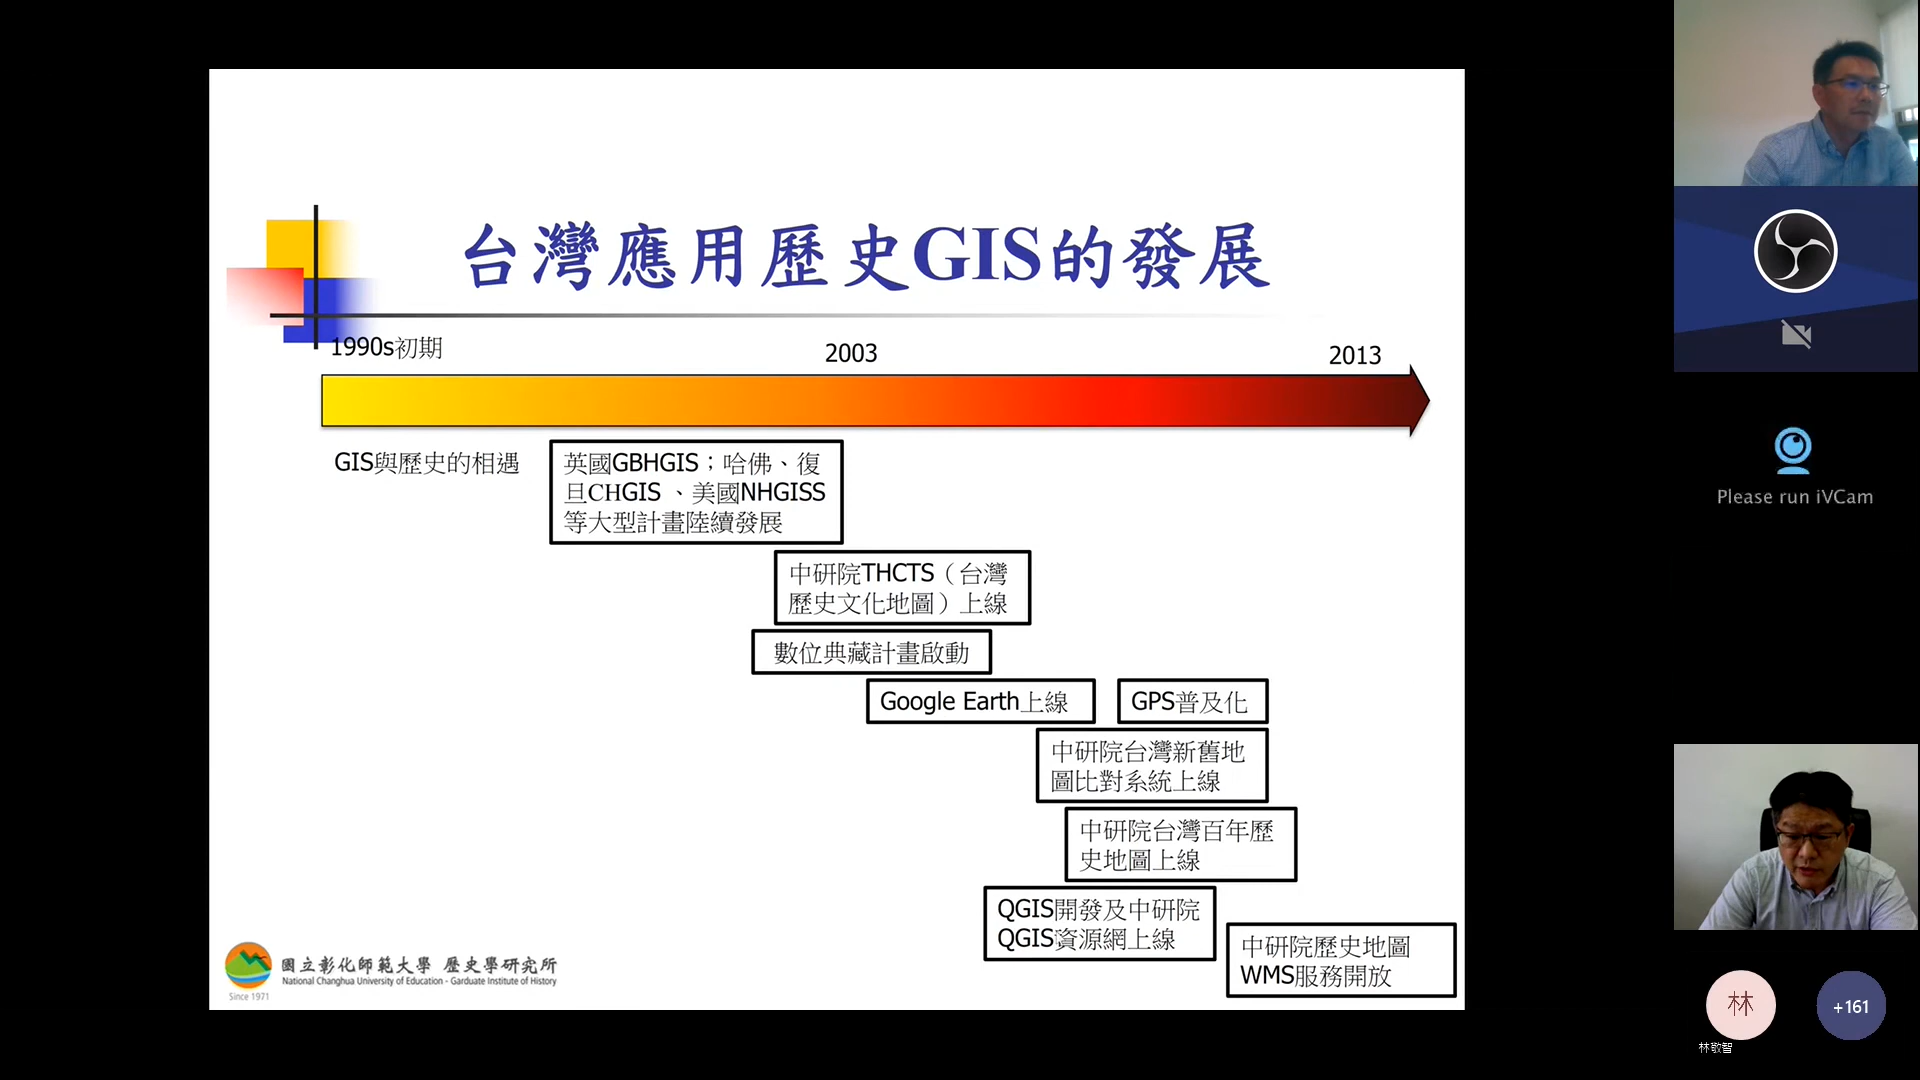 台灣應用歷史GIS的發展
1990s初期
2003
2013
GIS與歷史的相遇
英國GBHGIS；哈佛、復
旦CHGIS 、美國NHGISS
等大型計畫陸續發展
中研院THCTS（台灣
歷史文化地圖）上線
數位典藏計畫啟動
Google Earth上線
GPS普及化
中研院台灣新舊地
圖比對系統上線
中研院台灣百年歷
史地圖上線
QGIS開發及中研院
QGIS資源網上線
中研院歷史地圖
WMS服務開放
國立彰化師範大學 歷史學研究所
National Changhua University of Education - Garduate Institute of History
Since 1971
Please run iVCam
林
林敬智
+161